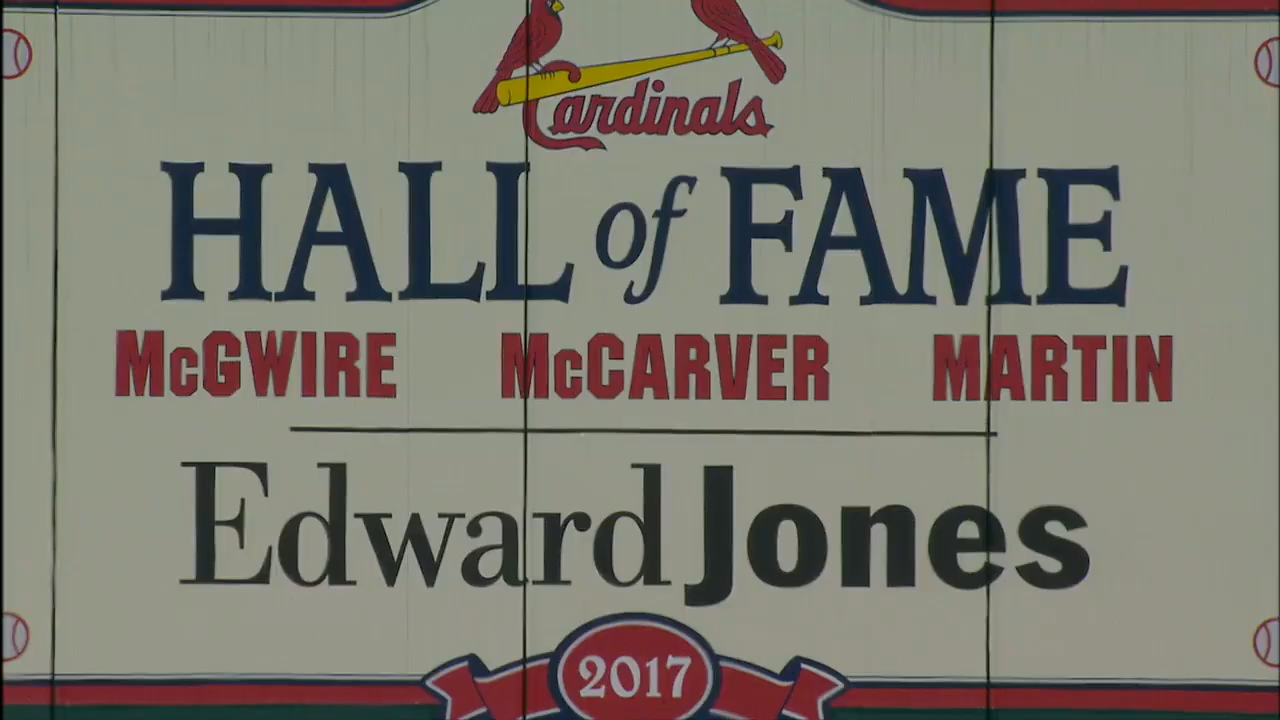 Cardinals
HALL of FAME
McGWIRE McCARVER MARTIN
Edward Jones
2017